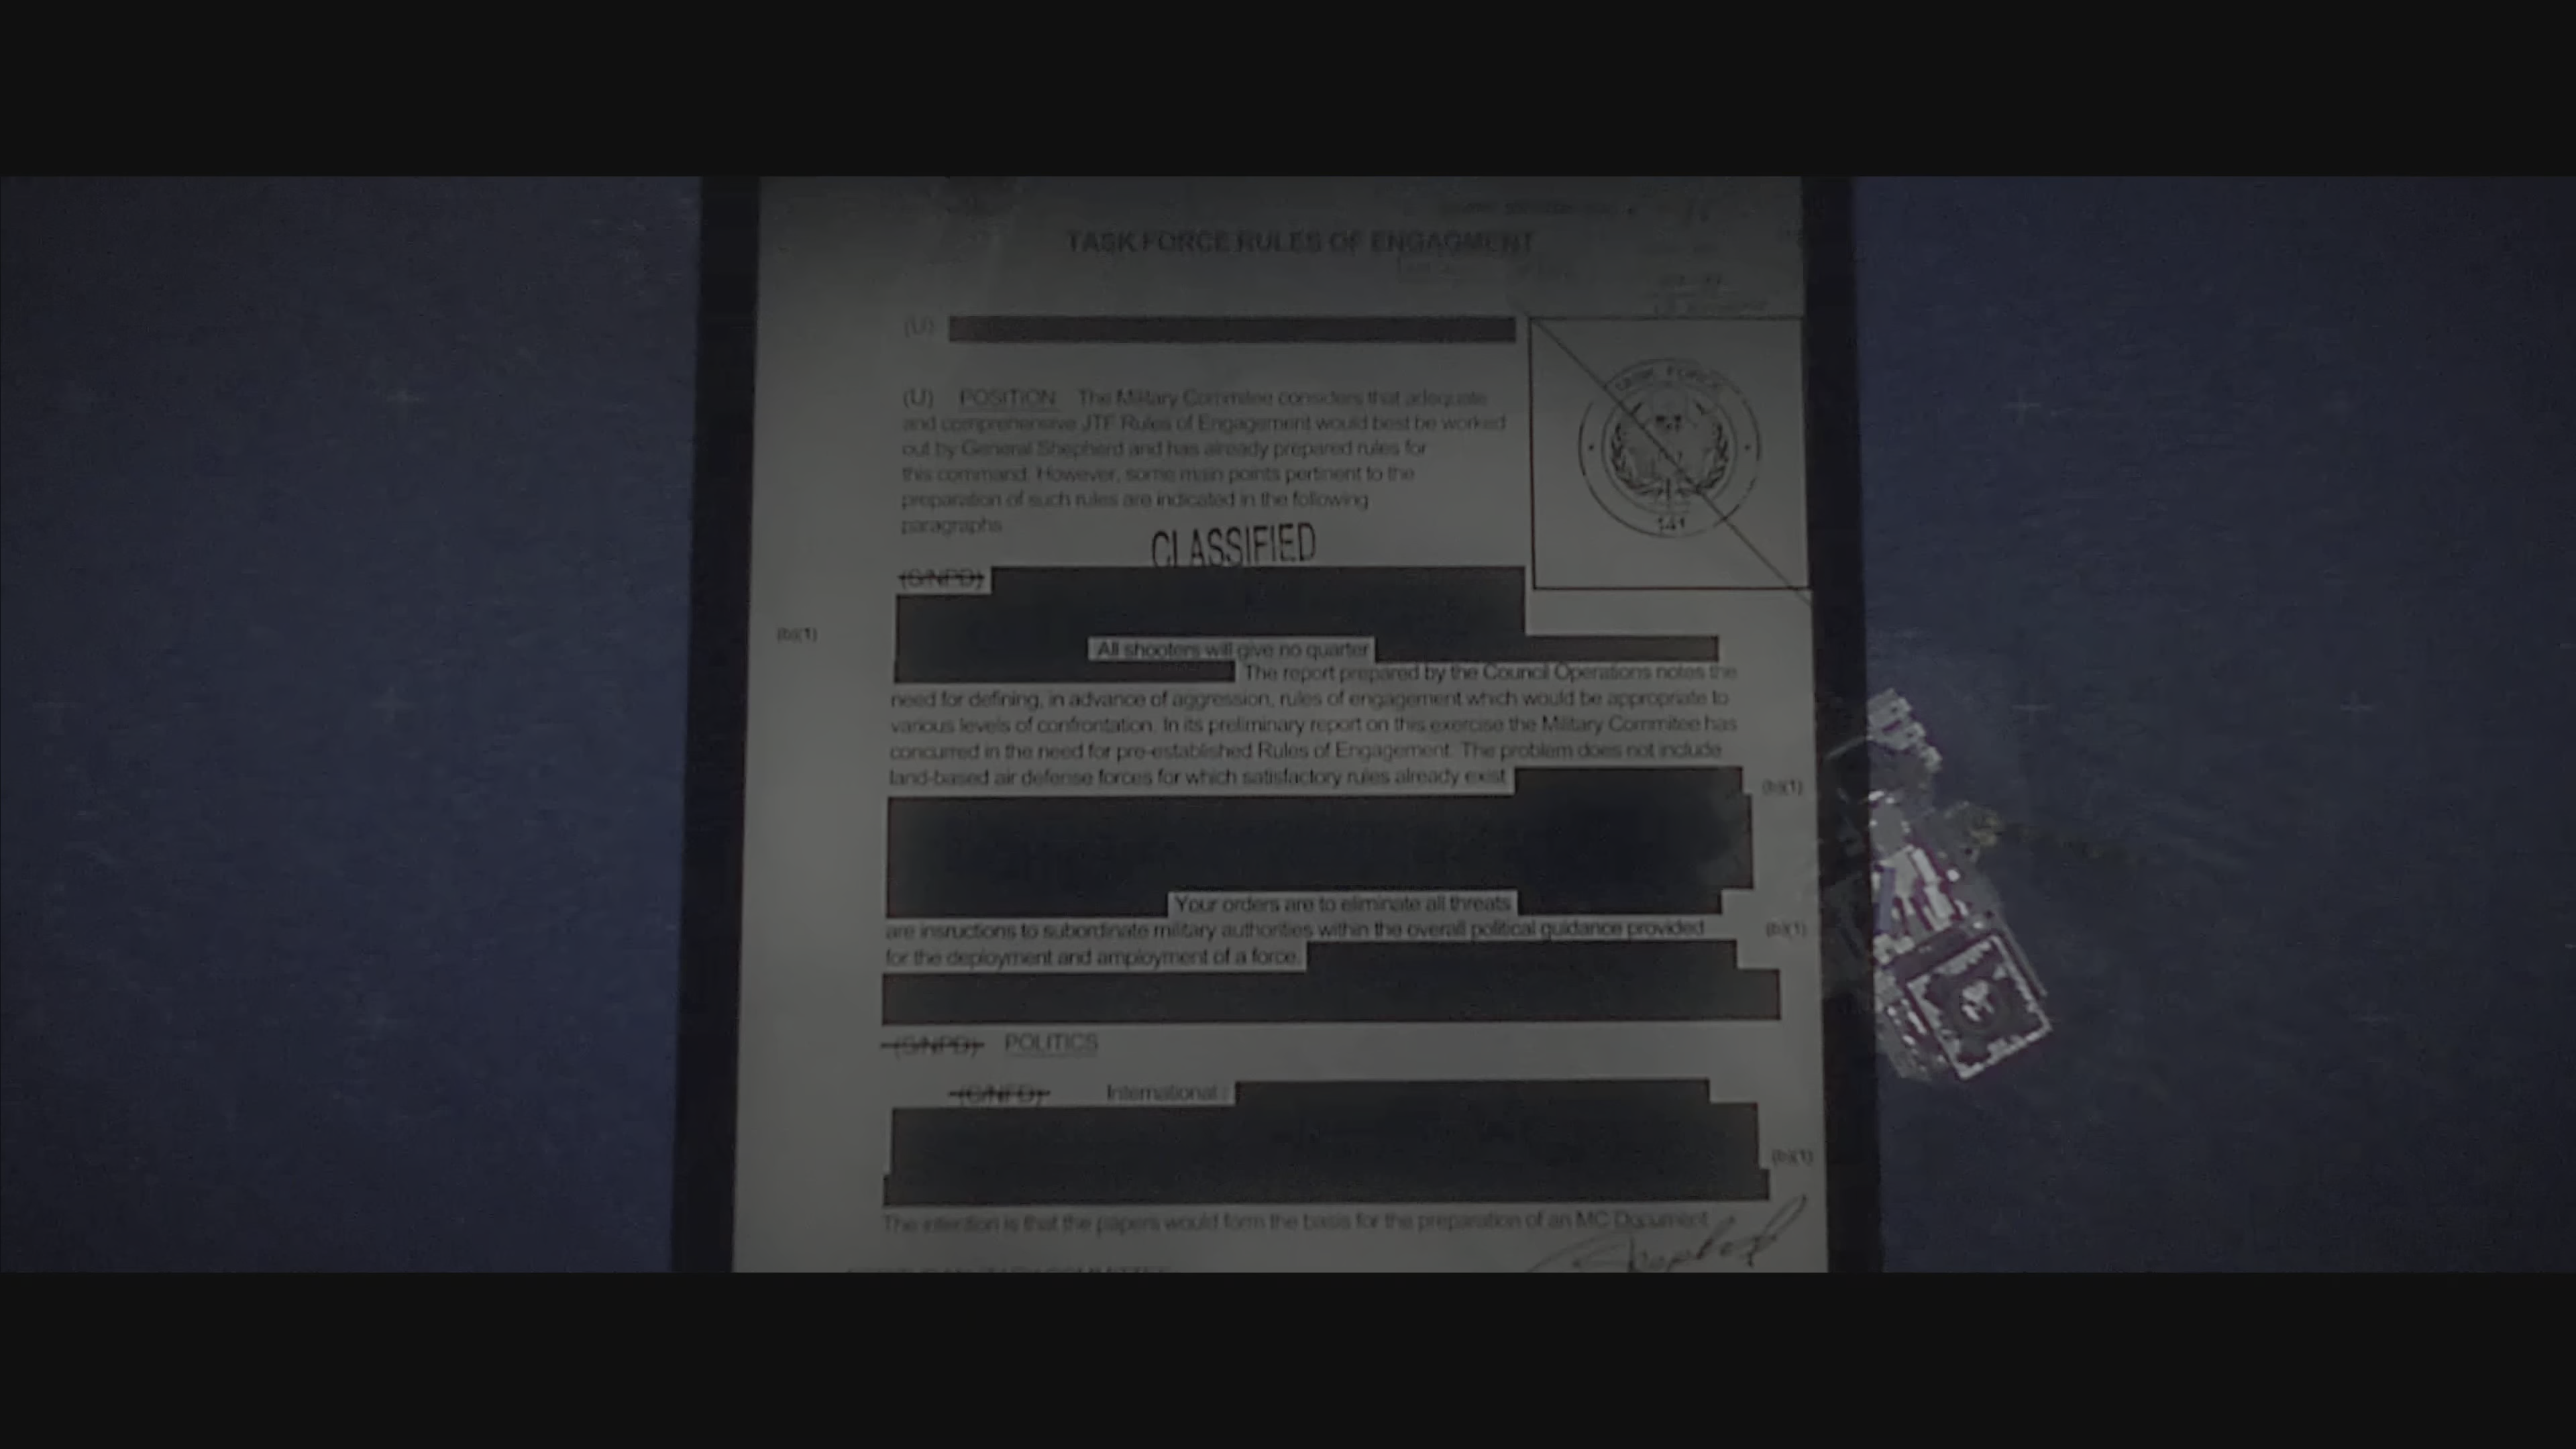 TASK FORCE RULES OF ENGAGMENT
(U)
(U) POSITION: The Military Commitee considers that adequate
and comprehensive JTF Rules of Engagement would best be worked
out by General Shepherd and has already prepared rules for
this command. However, some main points pertinent to the
preparation of such rules are indicated in the following
paragraphs
TASK FORCE
141
CLASSIFIED
(S/NFD)
(b)(1)
All shooters will give no quarter
The report prepared by the Council Operations notes the
need for defining, in advance of aggression, rules of engagement which would be appropriate to
various levels of confrontation. In its preliminary report on this exercise the Military Commitee has
concurred in the need for pre-established Rules of Engagement. The problem does not include
land-based air defense forces for which satisfactory rules already exist
(b)(1)
Your orders are to eliminate all threats
are insructions to subordinate military authorities within the overall political guidance provided
(b)(1)
for the deployment and amployment of a force.
(S/NFD) POLITICS
(S/NFD) International:
(b)(1)
The intention is that the papers would form the basis for the preparation of an MC Document